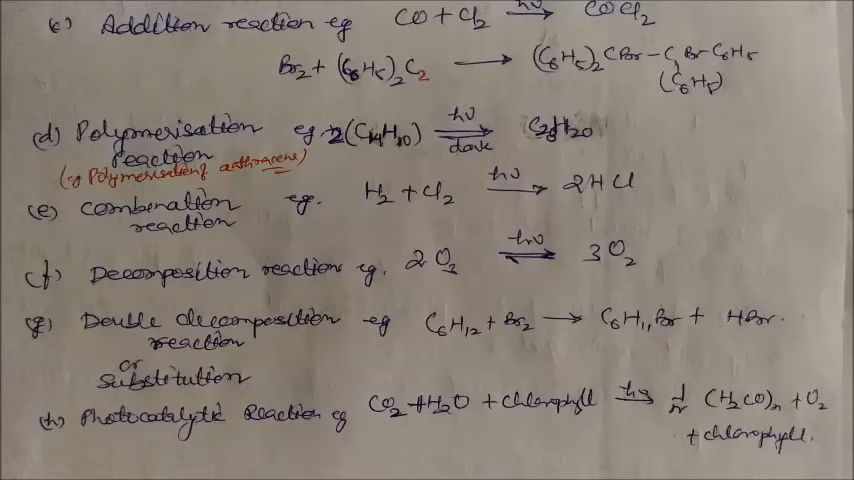 (c) Addition reaction eg CO + Cl2 —hν→ COCl2
Br2 + (C6H5)2C2 → (C6H5)2CBr – CBrC6H5
(C6H5)
(d) Polymerisation reaction eg 2(C14H10) ⇌ hν dark C28H20
(eg Polymerisation of anthracene)
(e) Combination reaction eg. H2 + Cl2 —hν→ 2HCl
(f) Decomposition reaction eg. 2O3 ⇌ hν 3O2
(g) Double decomposition reaction eg C6H12 + Br2 → C6H11Br + HBr.
or
substitution
(h) Photocatalytic Reaction eg CO2 + H2O + chlorophyll —hν→ 1/n (H2CO)n + O2
+ chlorophyll.